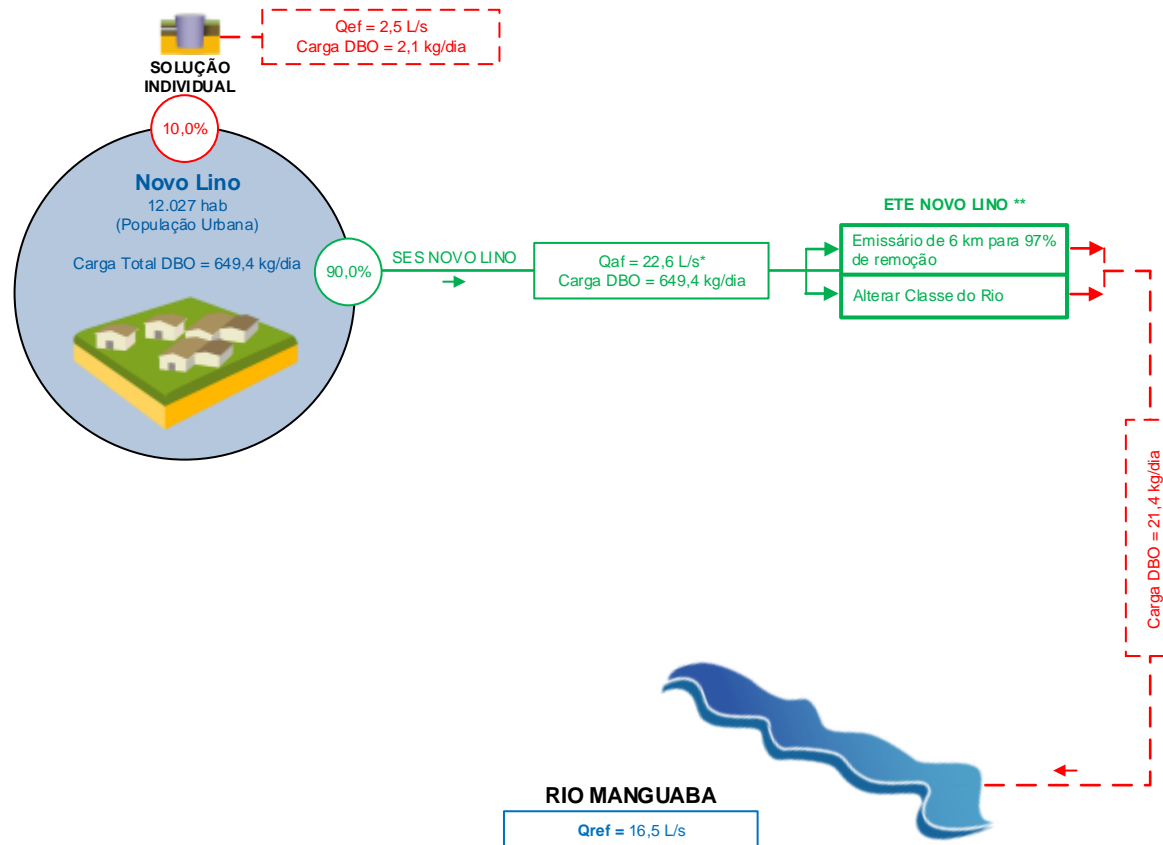 Qef = 2,5 L/s
Carga DBO = 2,1 kg/dia
SOLUÇÃO
INDIVIDUAL
10,0%
Novo Lino
12.027 hab
(População Urbana)
Carga Total DBO = 649,4 kg/dia
90,0%
SES NOVO LINO
Qaf = 22,6 L/s*
Carga DBO = 649,4 kg/dia
ETE NOVO LINO **
Emissário de 6 km para 97%
de remoção
Alterar Classe do Rio
Carga DBO = 21,4 kg/dia
RIO MANGUABA
Qref = 16,5 L/s